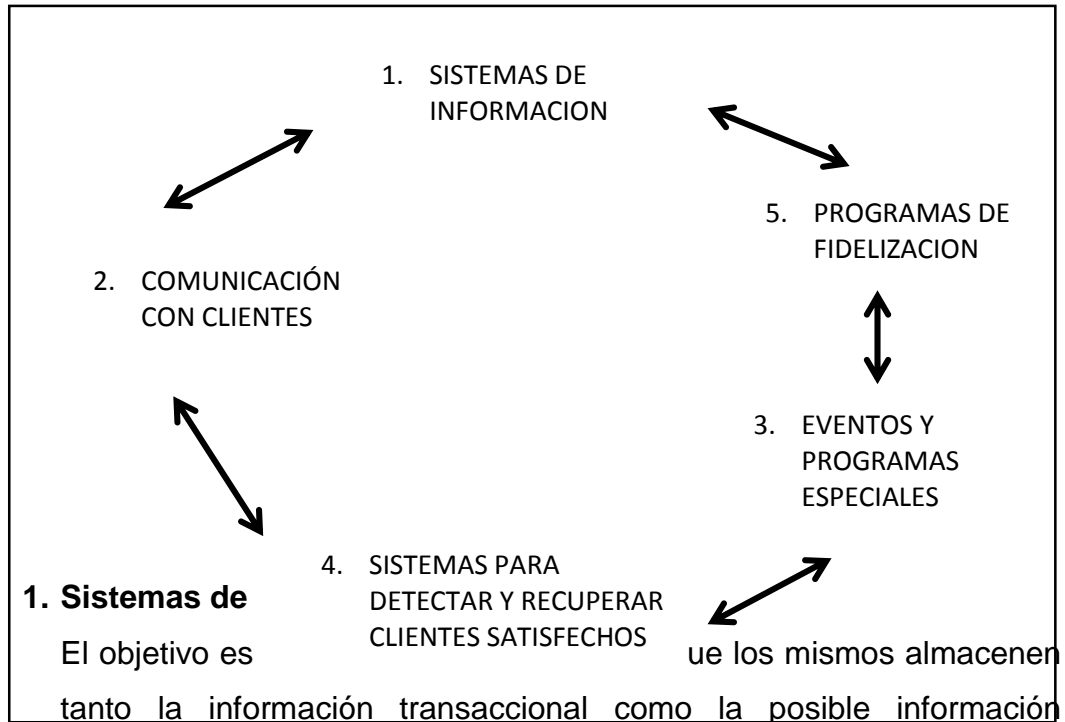 1. SISTEMAS DE
INFORMACION
5. PROGRAMAS DE
FIDELIZACION
2. COMUNICACIÓN
CON CLIENTES
3. EVENTOS Y
PROGRAMAS
ESPECIALES
4. SISTEMAS PARA
DETECTAR Y RECUPERAR
CLIENTES SATISFECHOS
1. Sistemas de
El objetivo es ue los mismos almacenen
tanto la información transaccional como la posible información